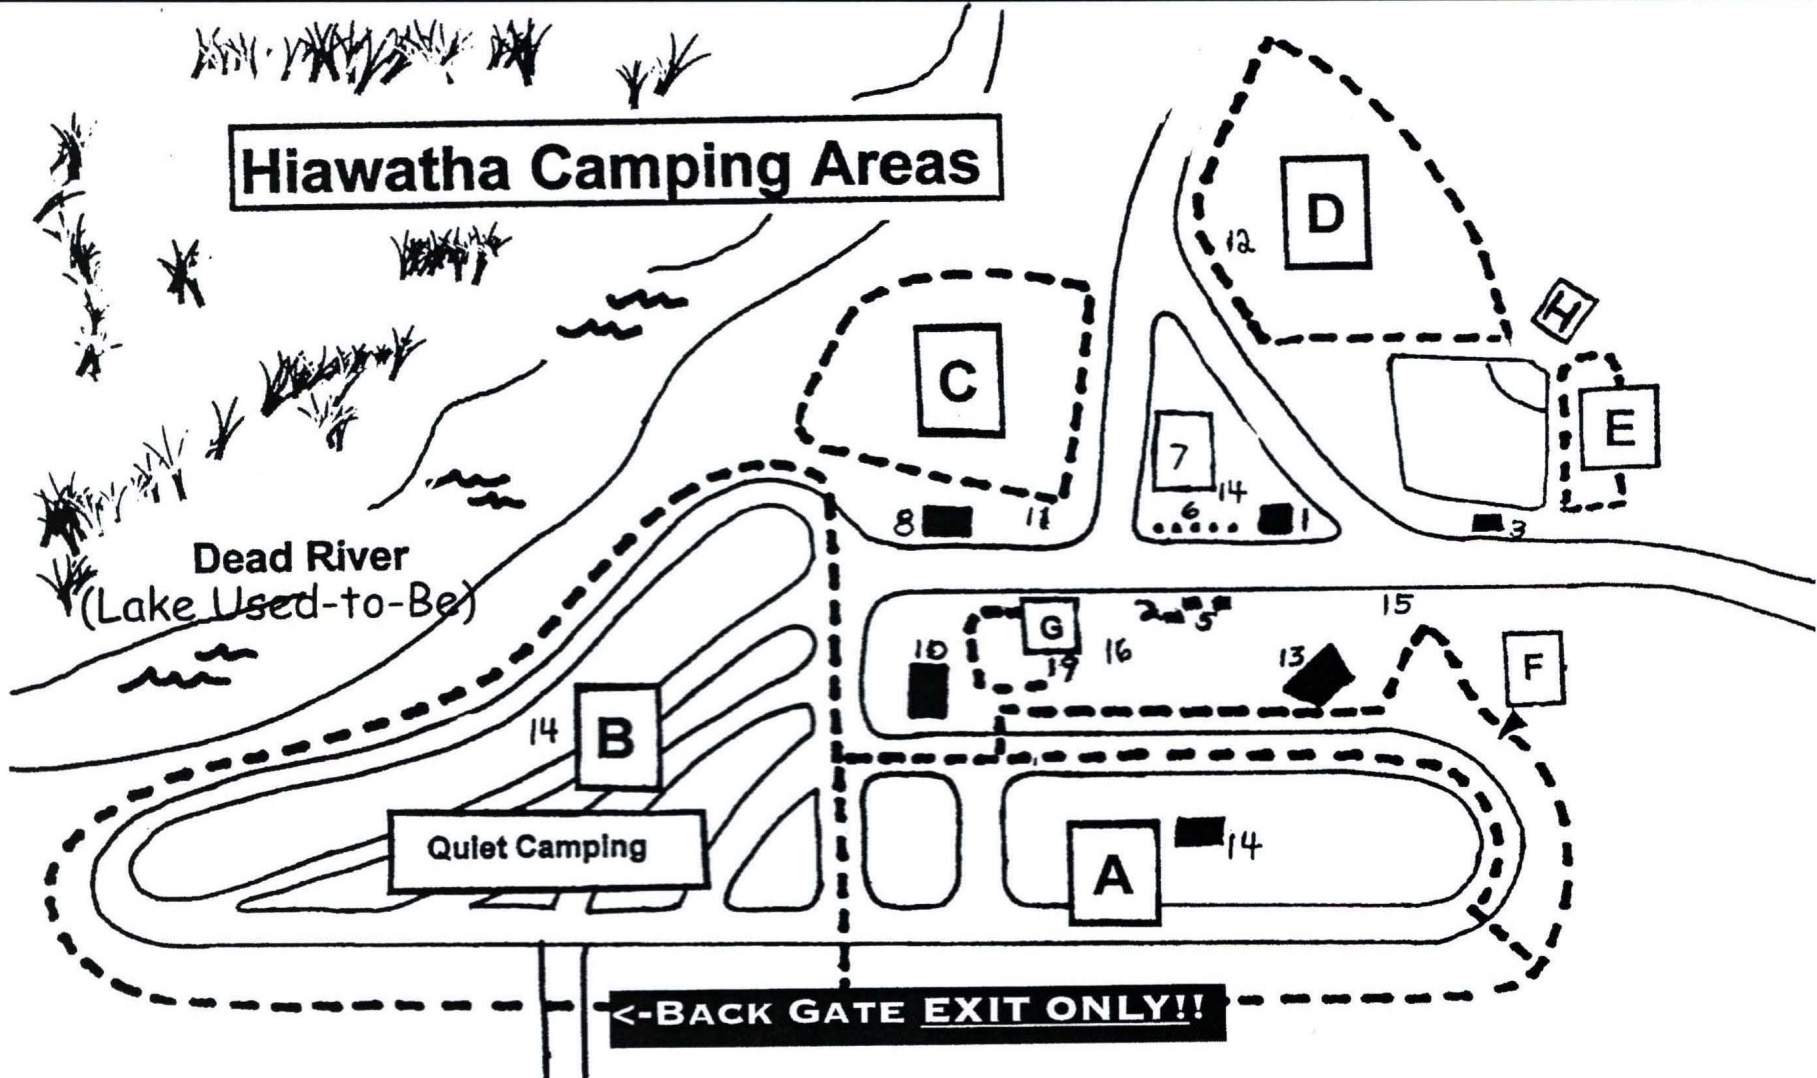 Hiawatha Camping Areas
D
12
H
C
E
7
14
6
1
8
11
3
Dead River
(Lake Used-to-Be)
2
5
15
G
16
10
19
13
F
14
B
Quiet Camping
A
14
<-BACK GATE EXIT ONLY!!